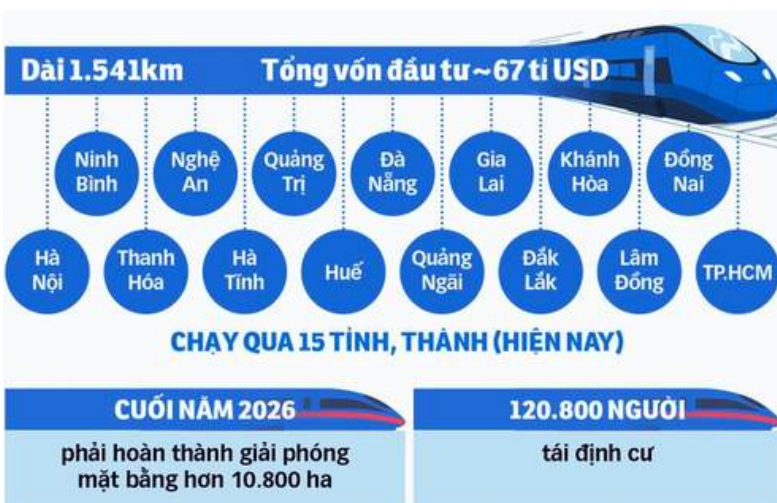 Dài 1.541km
Tổng vốn đầu tư ~67 tỉ USD
Ninh
Bình
Nghệ
An
Quảng
Trị
Đà
Nẵng
Gia
Lai
Khánh
Hòa
Đồng
Nai
Hà
Nội
Thanh
Hóa
Hà
Tĩnh
Huế
Quảng
Ngãi
Đắk
Lắk
Lâm
Đồng
TP.HCM
CHẠY QUA 15 TỈNH, THÀNH (HIỆN NAY)
CUỐI NĂM 2026
phải hoàn thành giải phóng
mặt bằng hơn 10.800 ha
120.800 NGƯỜI
tái định cư